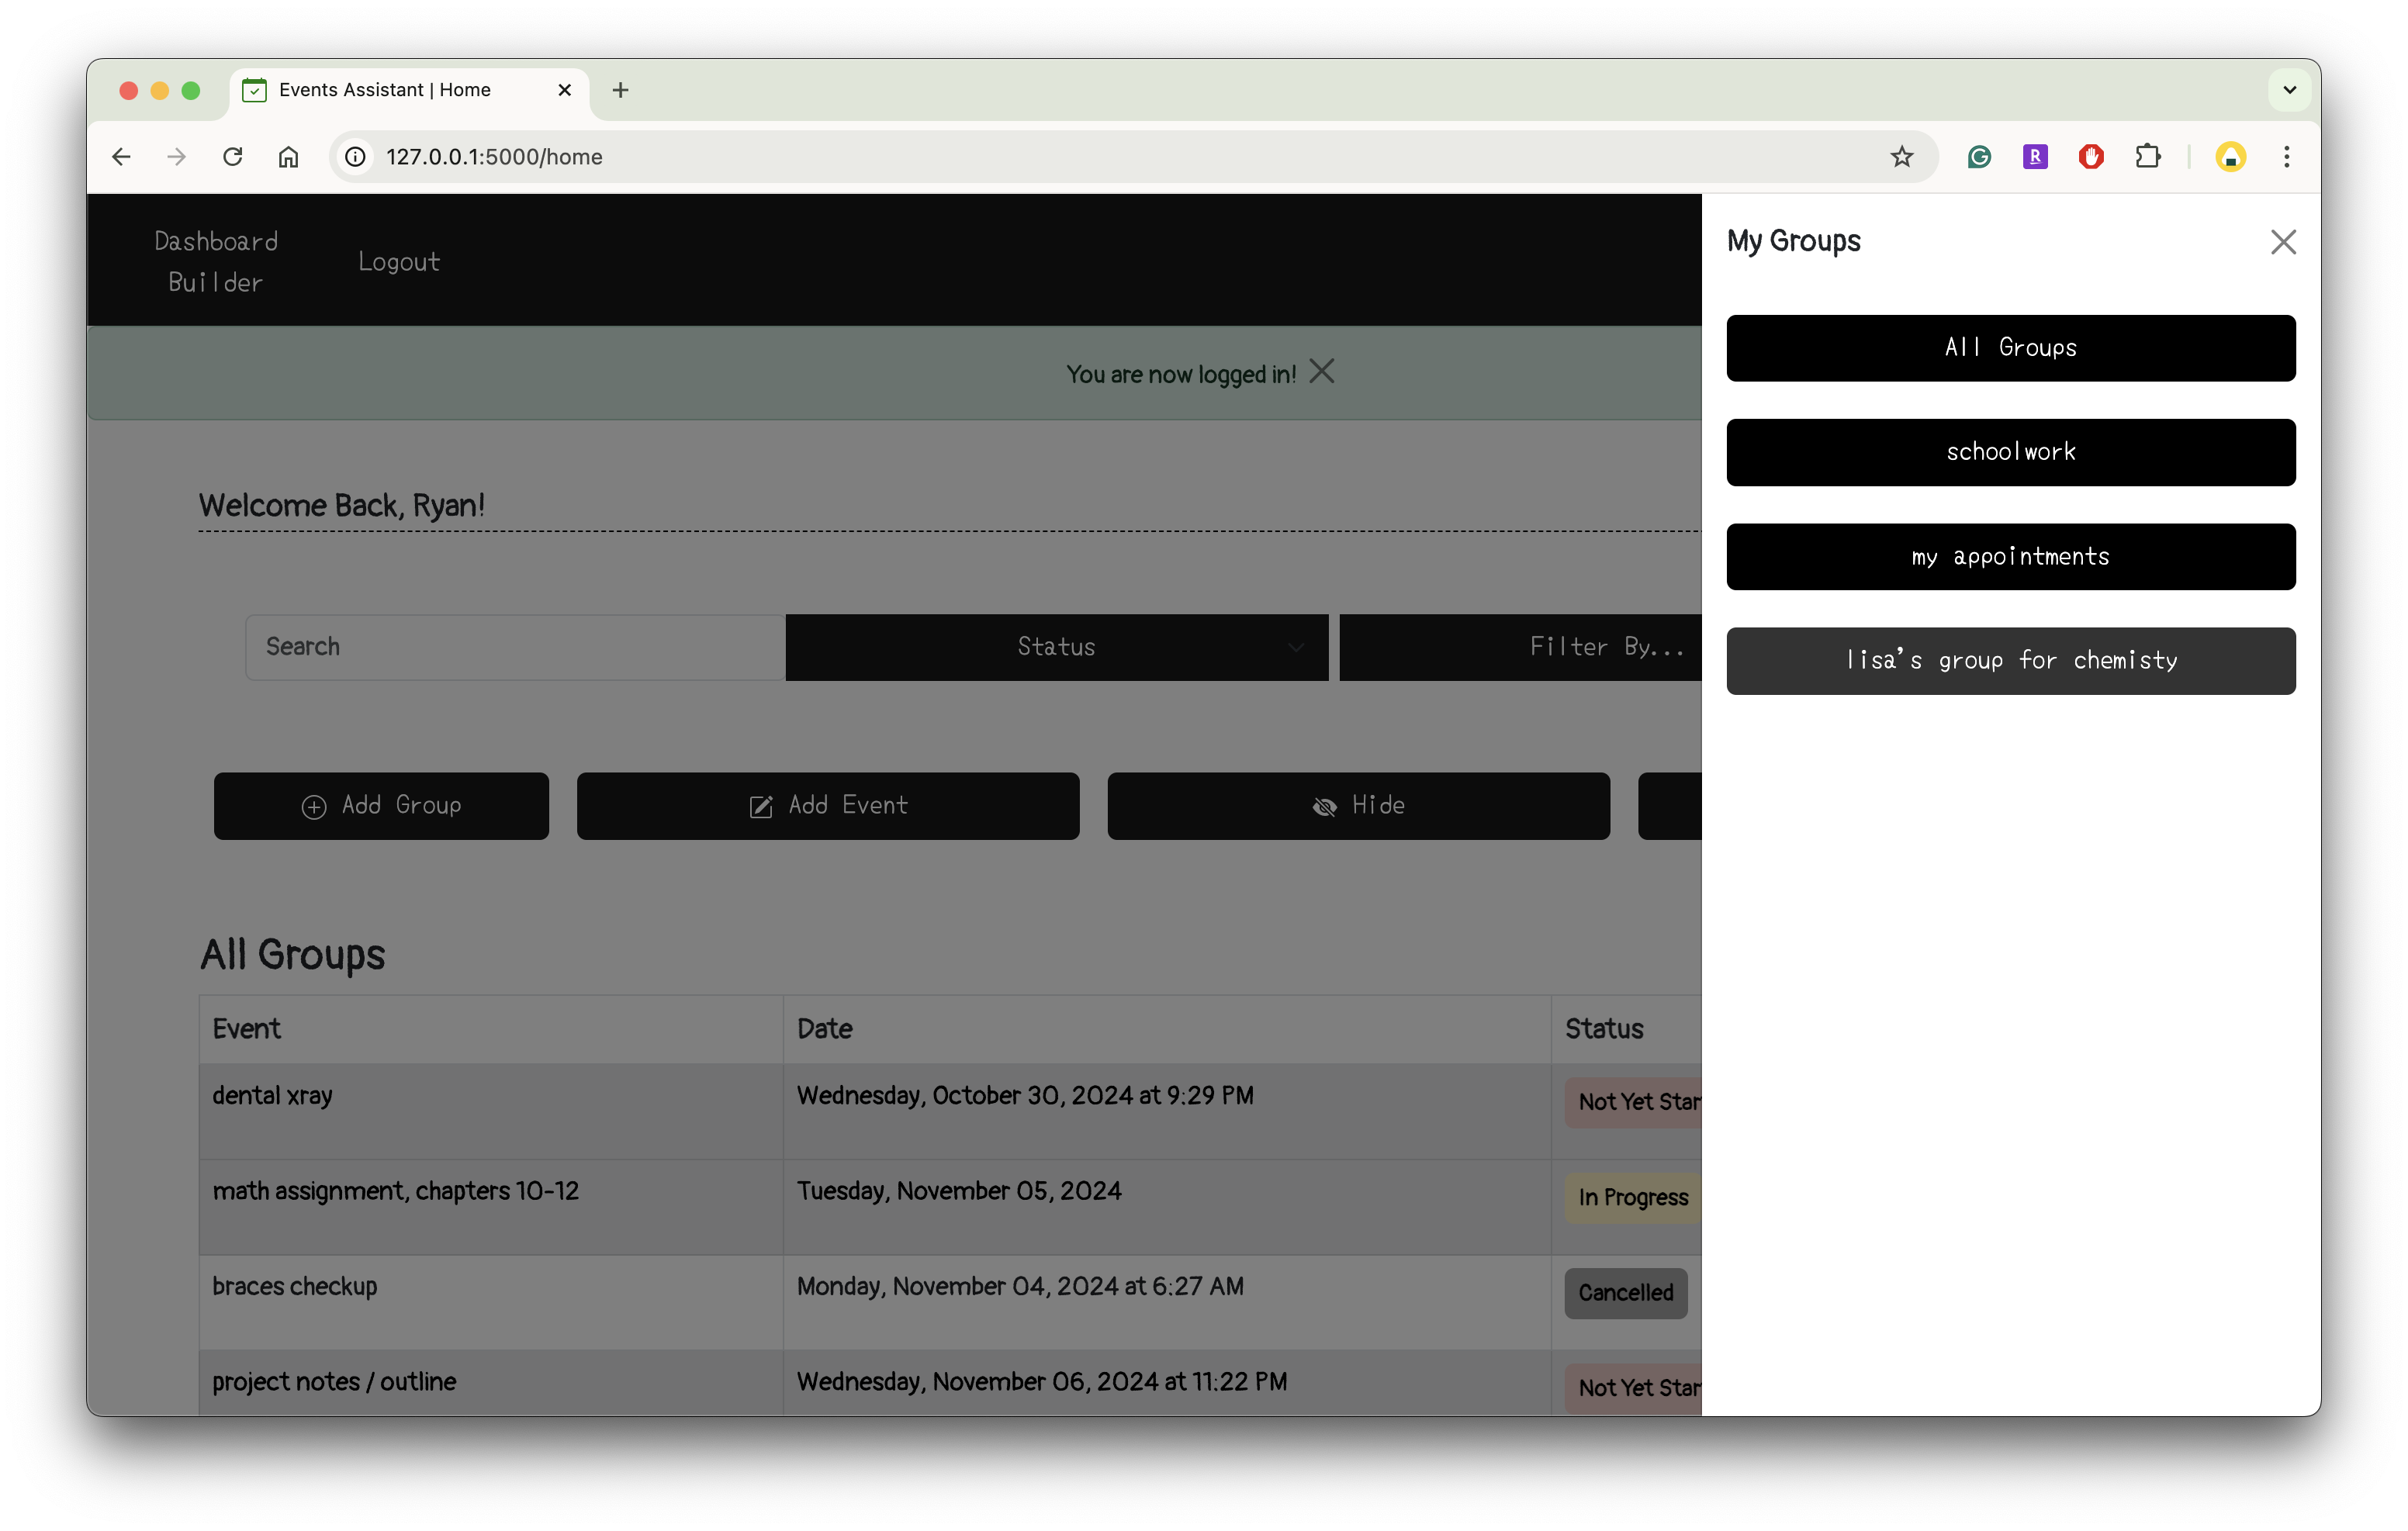 Events Assistant | Home
127.0.0.1:5000/home
R
Dashboard
Builder
Logout
You are now logged in!
Welcome Back, Ryan!
Search
Status
Filter By...
Add Group
Add Event
Hide
All Groups
Event Date Status
dental xray Wednesday, October 30, 2024 at 9:29 PM Not Yet Star
math assignment, chapters 10-12 Tuesday, November 05, 2024 In Progress
braces checkup Monday, November 04, 2024 at 6:27 AM Cancelled
project notes / outline Wednesday, November 06, 2024 at 11:22 PM Not Yet Star
My Groups
All Groups
schoolwork
my appointments
lisa's group for chemisty